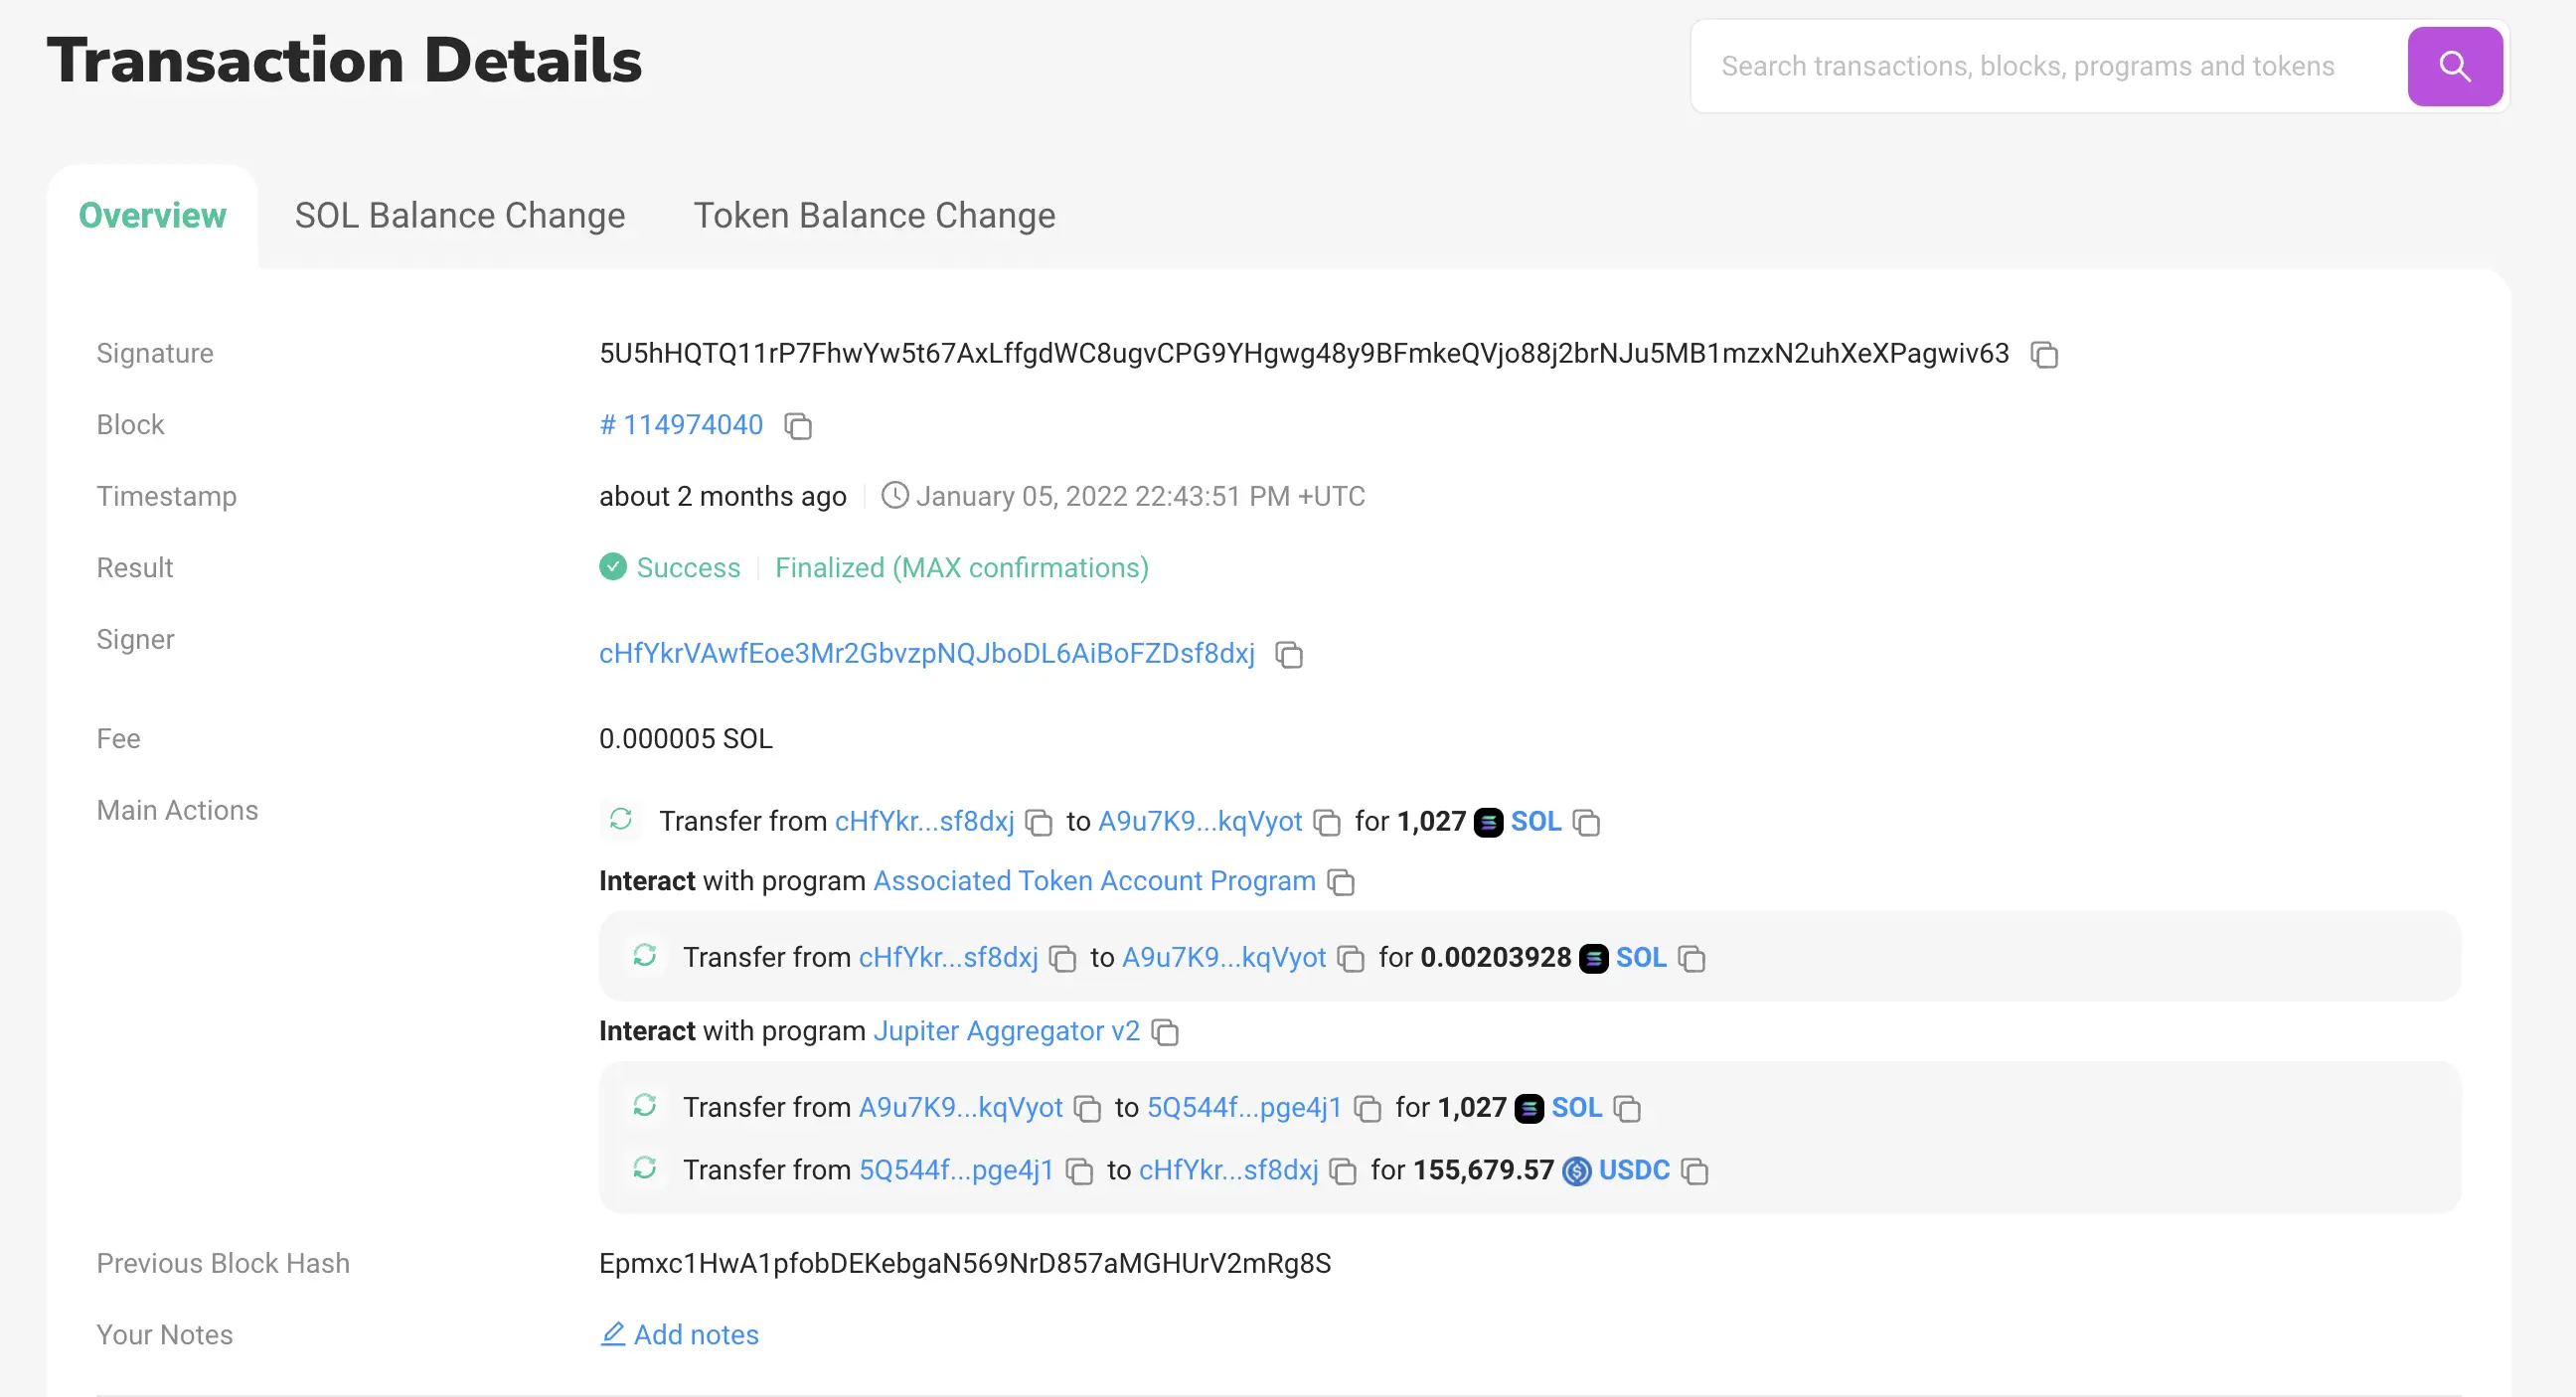 Transaction Details
Search transactions, blocks, programs and tokens
Overview SOL Balance Change Token Balance Change
Signature 5U5hHQTQ11rP7FhwYw5t67AxLffgdWC8ugvCPG9YHgwg48y9BFmkeQVjo88j2brNJu5MB1mzxN2uhXeXPagwiv63
Block # 114974040
Timestamp about 2 months ago January 05, 2022 22:43:51 PM +UTC
Result Success Finalized (MAX confirmations)
Signer cHfYkrVAwfEoe3Mr2GbvzpNQJboDL6AiBoFZDsf8dxj
Fee 0.000005 SOL
Main Actions Transfer from cHfYkr...sf8dxj to A9u7K9...kqVyot for 1,027 SOL
Interact with program Associated Token Account Program
Transfer from cHfYkr...sf8dxj to A9u7K9...kqVyot for 0.00203928 SOL
Interact with program Jupiter Aggregator v2
Transfer from A9u7K9...kqVyot to 5Q544f...pge4j1 for 1,027 SOL
Transfer from 5Q544f...pge4j1 to cHfYkr...sf8dxj for 155,679.57 USDC
Previous Block Hash Epmxc1HwA1pfobDEKebgaN569NrD857aMGHUrV2mRg8S
Your Notes Add notes